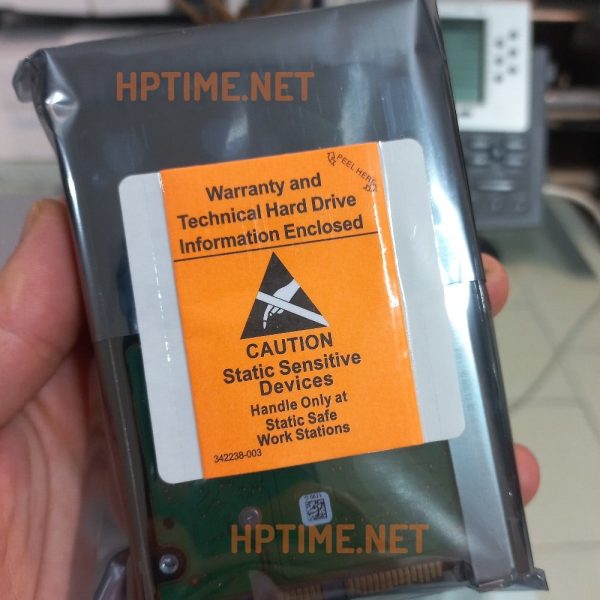 HPTIME.NET
PEEL HERE
Warranty and
Technical Hard Drive
Information Enclosed
CAUTION
Static Sensitive
Devices
Handle Only at
Static Safe
Work Stations
342238-003
HPTIME.NET